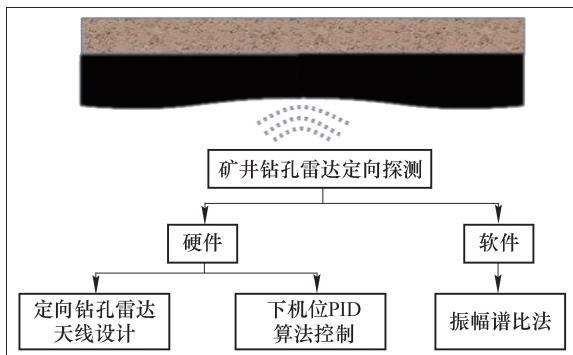 矿井钻孔雷达定向探测
硬件
软件
定向钻孔雷达
天线设计
下机位PID
算法控制
振幅谱比法